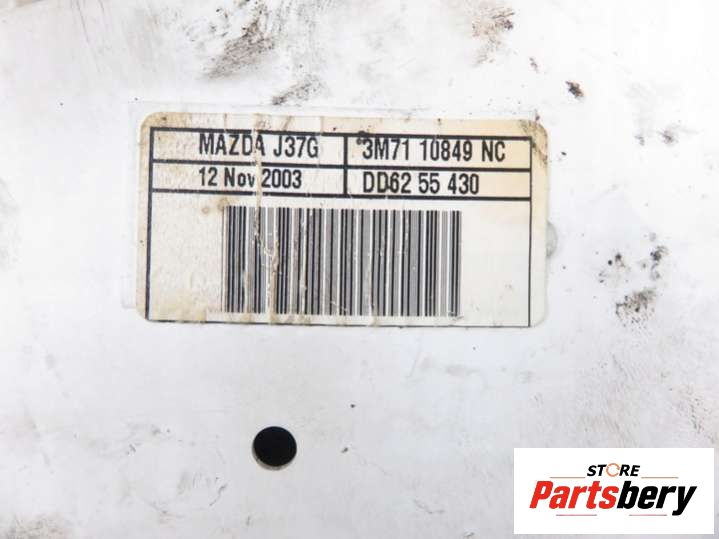 MAZDA J37G 3M71 10849 NC
12 Nov 2003 DD62 55 430
STORE
Partsbery